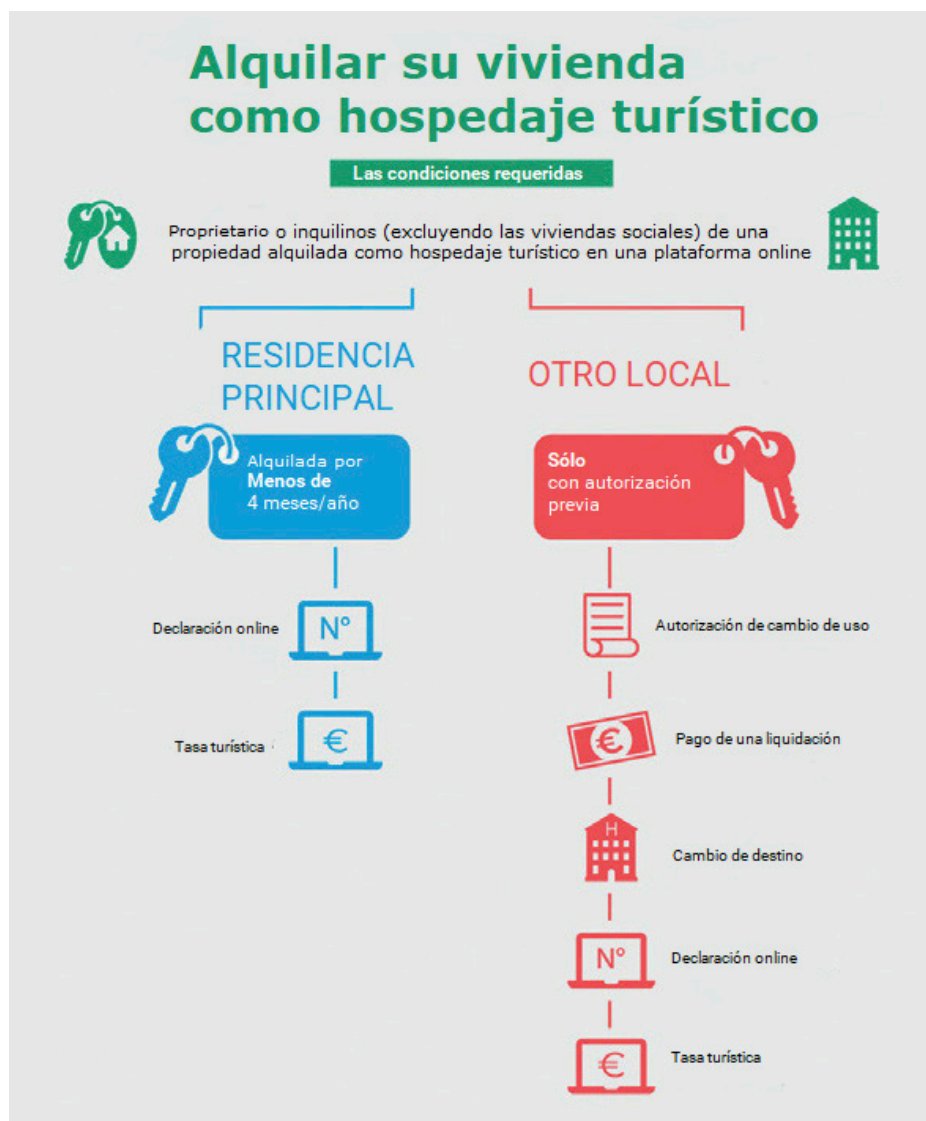 Alquilar su vivienda
como hospedaje turístico
Las condiciones requeridas
Proprietario o inquilinos (excluyendo las viviendas sociales) de una
propiedad alquilada como hospedaje turístico en una plataforma online
RESIDENCIA
PRINCIPAL
Alquilada por
Menos de
4 meses/año
Declaración online
N°
Tasa turística
€
OTRO LOCAL
Sólo
con autorización
previa
Autorización de cambio de uso
€
Pago de una liquidación
H
Cambio de destino
N°
Declaración online
€
Tasa turística